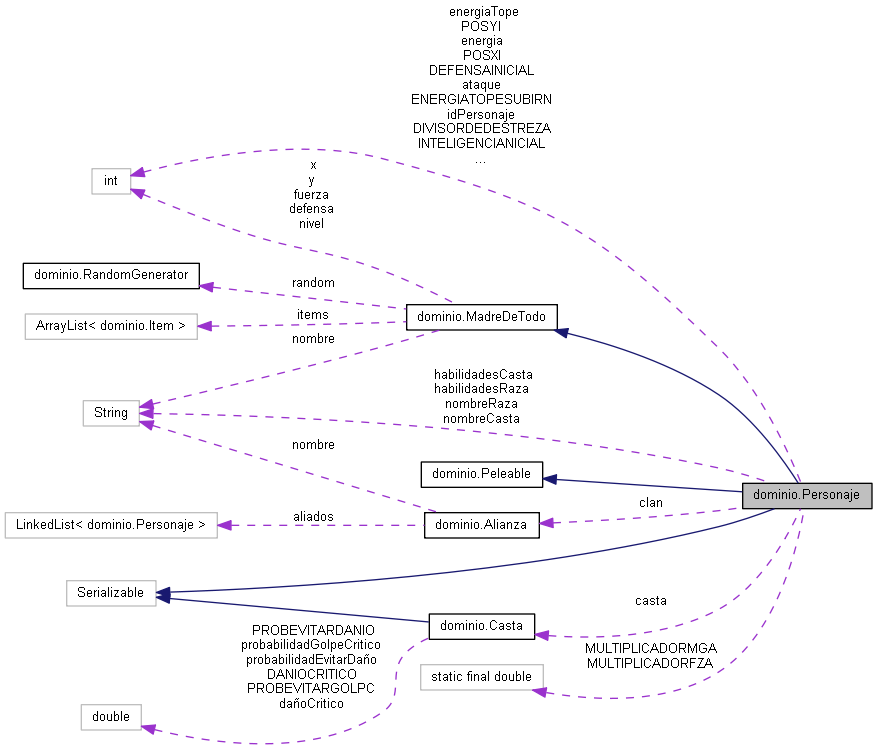 energiaTope
POSYI
energia
POSXI
DEFENSAINICIAL
ataque
ENERGIATOPESUBIRN
idPersonaje
DIVISORDEDESTREZA
INTELIGENCIANICIAL
...
int
x
y
fuerza
defensa
nivel
dominio.RandomGenerator
random
dominio.MadreDeTodo
ArrayList< dominio.Item >
items
nombre
String
habilidadesCasta
habilidadesRaza
nombreRaza
nombreCasta
nombre
dominio.Peleable
dominio.Personaje
clan
LinkedList< dominio.Personaje >
aliados
dominio.Alianza
Serializable
casta
dominio.Casta
PROBEVITARDANIO
probabilidadGolpeCritico
probabilidadEvitarDaño
DANIOCRITICO
PROBEVITARGOLPC
dañoCritico
MULTIPLICADORMGA
MULTIPLICADORFZA
static final double
double